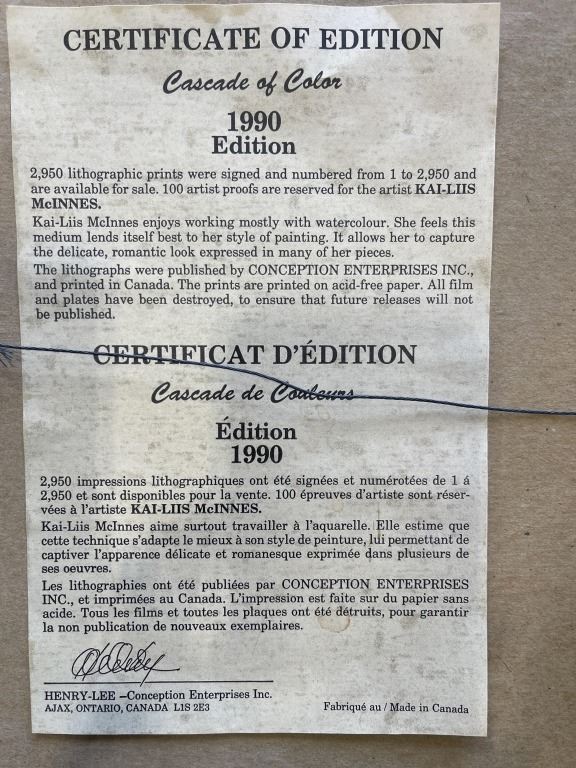 CERTIFICATE OF EDITION
Cascade of Color
1990
Edition
2,950 lithographic prints were signed and numbered from 1 to 2,950 and
are available for sale. 100 artist proofs are reserved for the artist KAI-LIIS
McINNES.
Kai-Liis McInnes enjoys working mostly with watercolour. She feels this
medium lends itself best to her style of painting. It allows her to capture
the delicate, romantic look expressed in many of her pieces.
The lithographs were published by CONCEPTION ENTERPRISES INC.,
and printed in Canada. The prints are printed on acid-free paper. All film
and plates have been destroyed, to ensure that future releases will not
be published.
CERTIFICAT D'ÉDITION
Cascade de Couleurs
Édition
1990
2,950 impressions lithographiques ont été signées et numérotées de 1 á
2,950 et sont disponibles pour la vente. 100 épreuves d'artiste sont réser-
vées à l'artiste KAI-LIIS McINNES.
Kai-Liis McInnes aime surtout travailler à l'aquarelle. Elle estime que
cette technique s'adapte le mieux à son style de peinture, lui permettant de
captiver l'apparence délicate et romanesque exprimée dans plusieurs de
ses oeuvres.
Les lithographies ont été publiées par CONCEPTION ENTERPRISES
INC., et imprimées au Canada. L'impression est faite sur du papier sans
acide. Tous les films et toutes les plaques ont été détruits, pour garantir
la non publication de nouveaux exemplaires.
HENRY-LEE –Conception Enterprises Inc.
AJAX, ONTARIO, CANADA L1S 2E3
Fabriqué au / Made in Canada